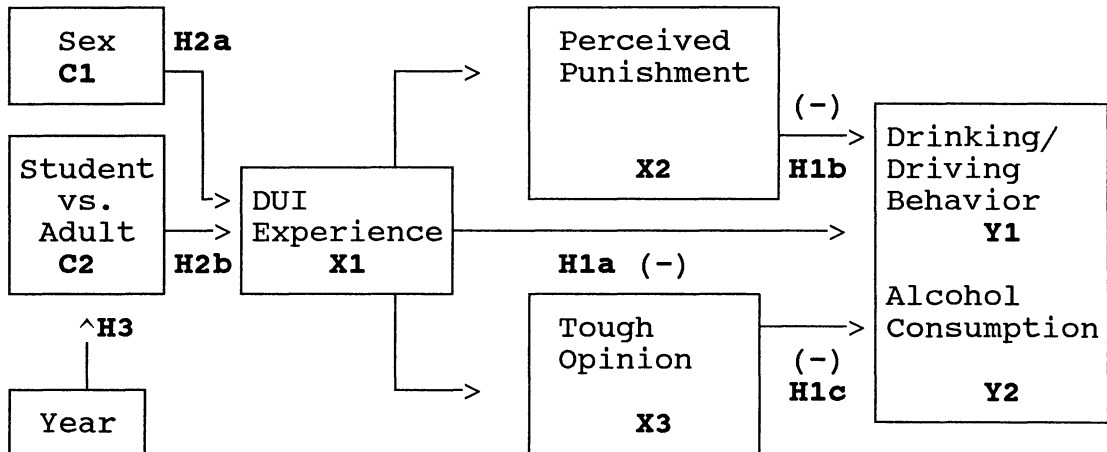 Sex
C1
H2a
Student
vs.
Adult
C2
H2b
^H3
Year
DUI
Experience
X1
Perceived
Punishment
X2
(-)
H1b
H1a (-)
Tough
Opinion
X3
(-)
H1c
Drinking/
Driving
Behavior
Y1
Alcohol
Consumption
Y2